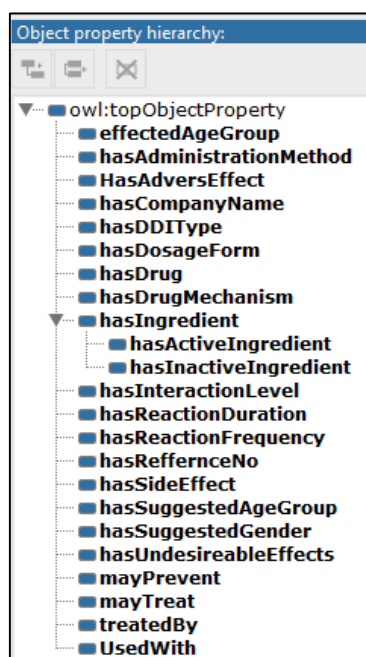 Object property hierarchy:
owl:topObjectProperty
effectedAgeGroup
hasAdministrationMethod
HasAdversEffect
hasCompanyName
hasDDIType
hasDosageForm
hasDrug
hasDrugMechanism
hasIngredient
hasActiveIngredient
hasInactiveIngredient
hasInteractionLevel
hasReactionDuration
hasReactionFrequency
hasReffernceNo
hasSideEffect
hasSuggestedAgeGroup
hasSuggestedGender
hasUndesireableEffects
mayPrevent
mayTreat
treatedBy
UsedWith